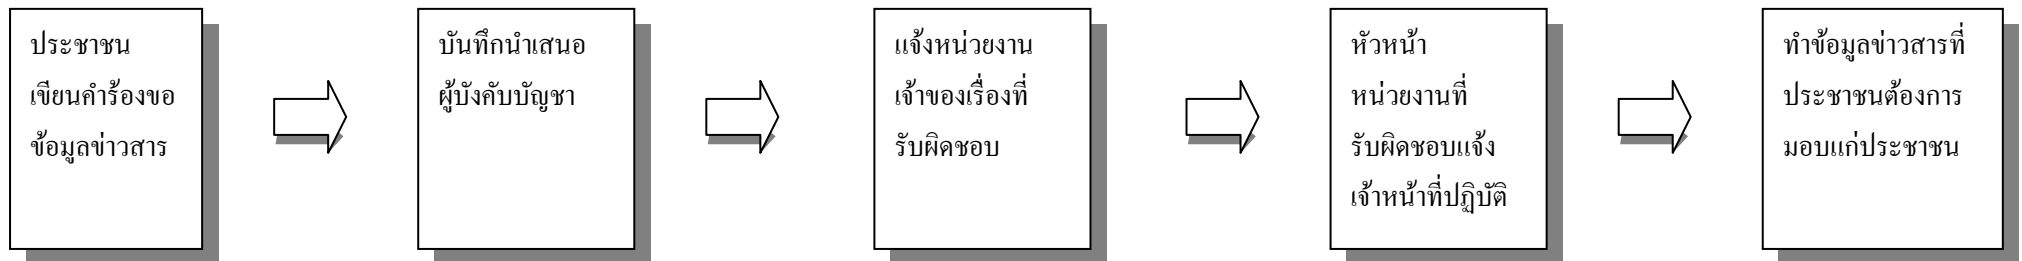 ประชาชน
เขียนคำร้องขอ
ข้อมูลข่าวสาร
บันทึกนำเสนอ
ผู้บังคับบัญชา
แจ้งหน่วยงาน
เจ้าของเรื่องที่
รับผิดชอบ
หัวหน้า
หน่วยงานที่
รับผิดชอบแจ้ง
เจ้าหน้าที่ปฏิบัติ
ทำข้อมูลข่าวสารที่
ประชาชนต้องการ
มอบแก่ประชาชน